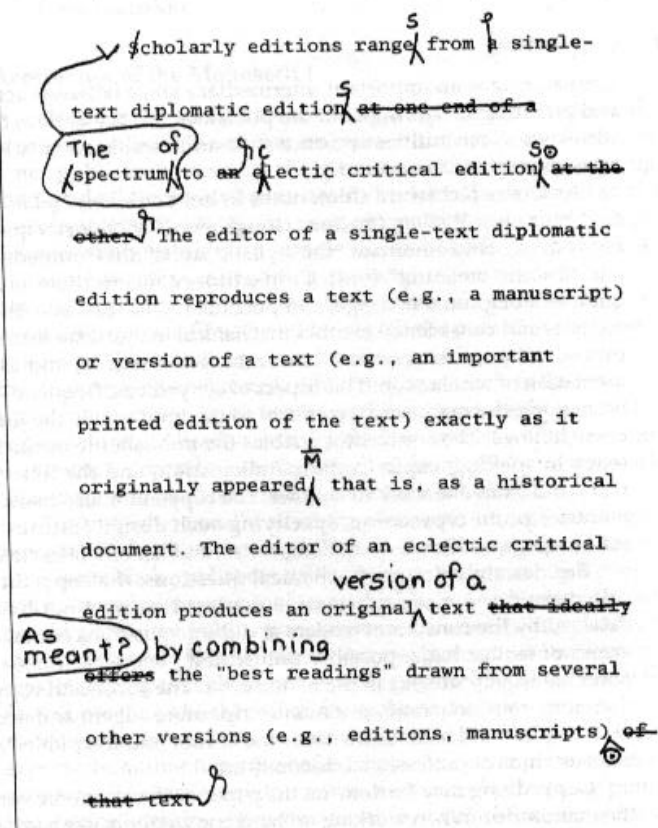 s a
Scholarly editions range from a single-
s
text diplomatic edition at one end of a
The of
spectrum to an eclectic critical edition at the
s
other The editor of a single-text diplomatic
edition reproduces a text (e.g., a manuscript)
or version of a text (e.g., an important
printed edition of the text) exactly as it
M
originally appeared that is, as a historical
document. The editor of an eclectic critical
version of a
edition produces an original text that ideally
As
meant? by combining
offers the "best readings" drawn from several
other versions (e.g., editions, manuscripts) of
that text